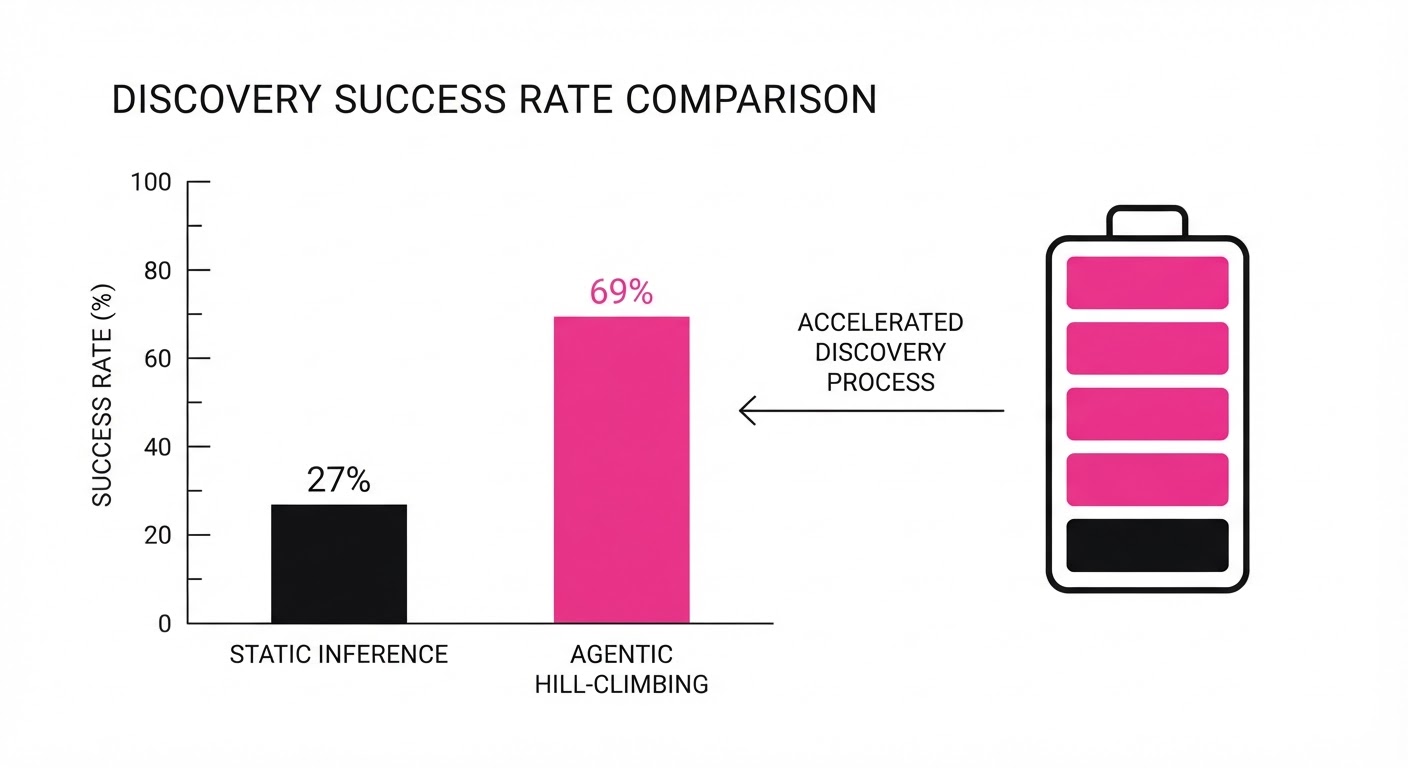 DISCOVERY SUCCESS RATE COMPARISON
SUCCESS RATE (%)
100
80
60
40
20
0
27%
69%
STATIC INFERENCE
AGENTIC
HILL-CLIMBING
ACCELERATED
DISCOVERY
PROCESS